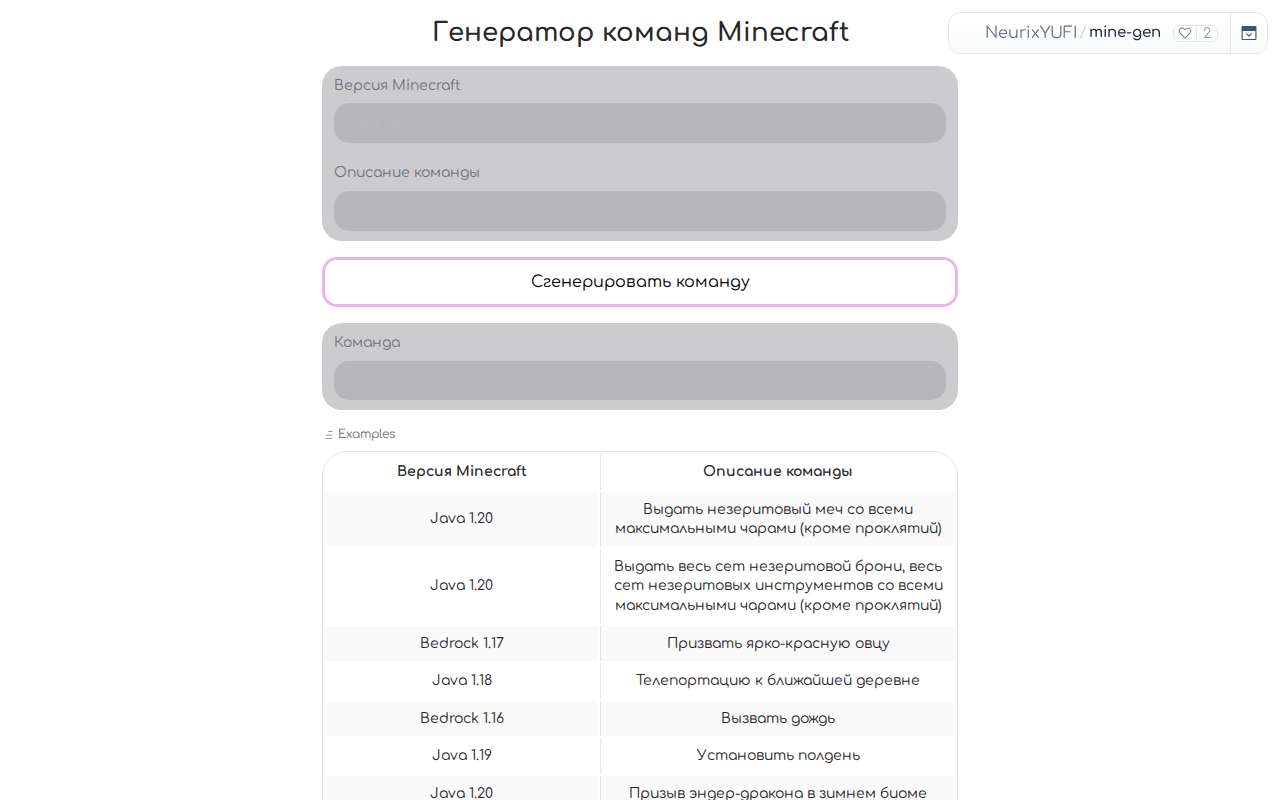 Генератор команд Minecraft
NeurixYUFI / mine-gen 2
Версия Minecraft
Описание команды
Сгенерировать команду
Команда
Examples
Версия Minecraft Описание команды
Java 1.20 Выдать незеритовый меч со всеми
максимальными чарами (кроме проклятий)
Java 1.20 Выдать весь сет незеритовой брони, весь
сет незеритовых инструментов со всеми
максимальными чарами (кроме проклятий)
Bedrock 1.17 Призвать ярко-красную овцу
Java 1.18 Телепортацию к ближайшей деревне
Bedrock 1.16 Вызвать дождь
Java 1.19 Установить полдень
Java 1.20 Призыв эндер-дракона в зимнем биоме